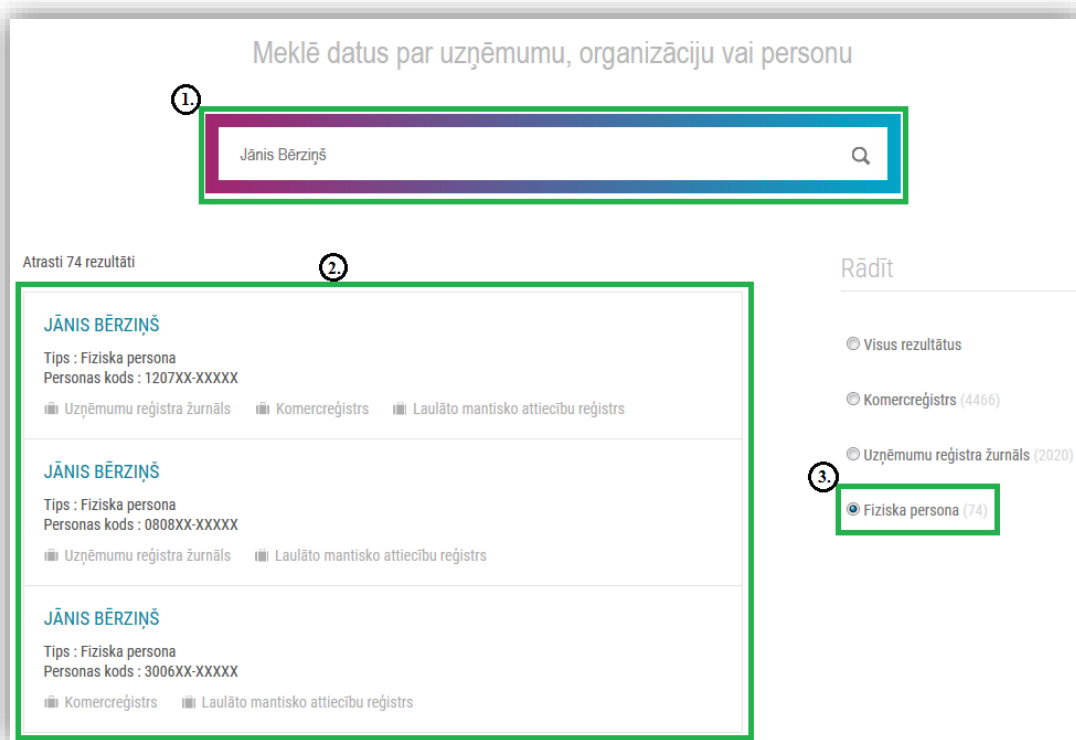 Meklē datus par uzņēmumu, organizāciju vai personu
1.
Jānis Bērziņš
Atrasti 74 rezultāti
2.
JĀNIS BĒRZIŅŠ
Tips : Fiziska persona
Personas kods : 1207XX-XXXXX
Uzņēmumu reģistra žurnāls Komercreģistrs Laulāto mantisko attiecību reģistrs
JĀNIS BĒRZIŅŠ
Tips : Fiziska persona
Personas kods : 0808XX-XXXXX
Uzņēmumu reģistra žurnāls Laulāto mantisko attiecību reģistrs
JĀNIS BĒRZIŅŠ
Tips : Fiziska persona
Personas kods : 3006XX-XXXXX
Komercreģistrs Laulāto mantisko attiecību reģistrs
Rādīt
Visus rezultātus
Komercreģistrs (4466)
Uzņēmumu reģistra žurnāls (2020)
3.
Fiziska persona (74)